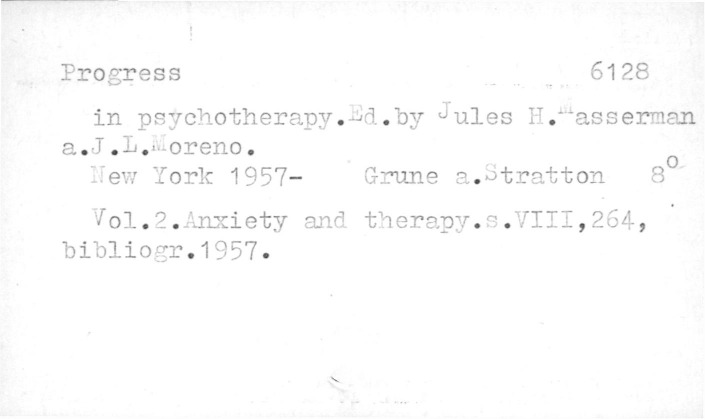 Progress 6128
in psychotherapy.Ed.by Jules H.Masserman
a.J.L.Moreno.
New York 1957- Grune a.Stratton 8°
Vol.2.Anxiety and therapy.s.VIII,264,
bibliogr.1957.